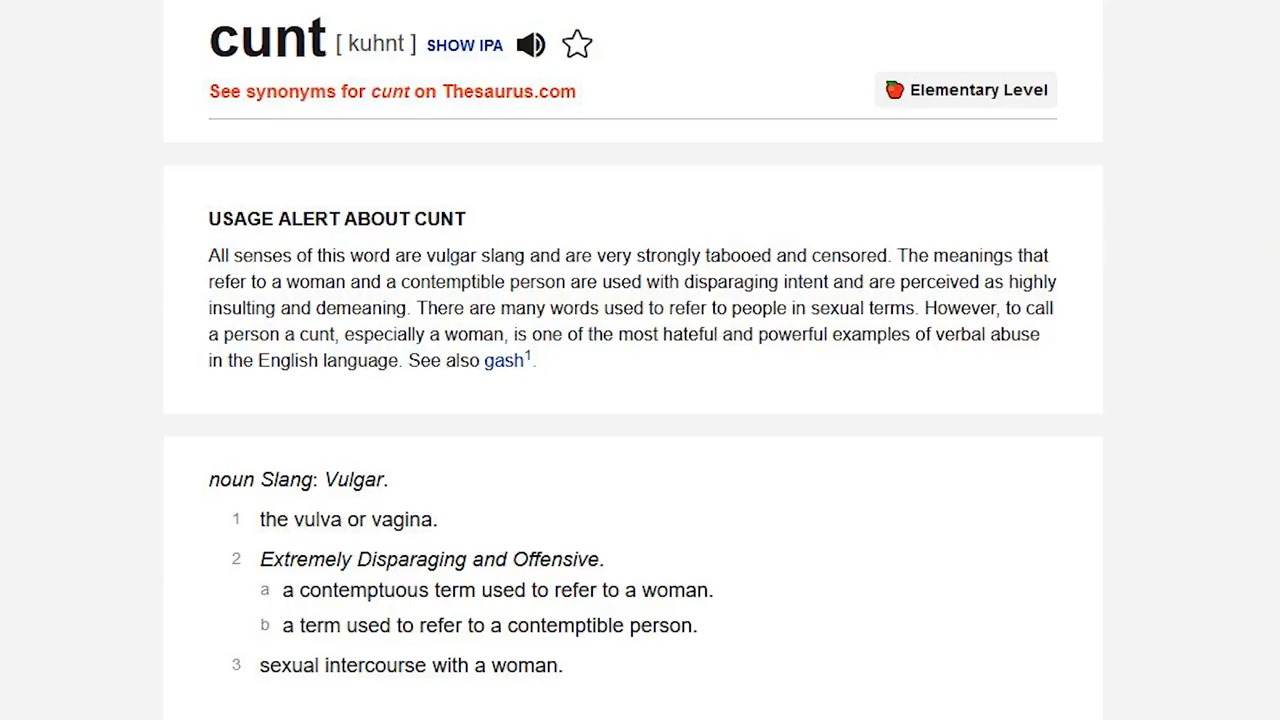 cunt [ kuhnt ] SHOW IPA
See synonyms for cunt on Thesaurus.com
Elementary Level
USAGE ALERT ABOUT CUNT
All senses of this word are vulgar slang and are very strongly tabooed and censored. The meanings that
refer to a woman and a contemptible person are used with disparaging intent and are perceived as highly
insulting and demeaning. There are many words used to refer to people in sexual terms. However, to call
a person a cunt, especially a woman, is one of the most hateful and powerful examples of verbal abuse
in the English language. See also gash1.
noun Slang: Vulgar.
1 the vulva or vagina.
2 Extremely Disparaging and Offensive.
a a contemptuous term used to refer to a woman.
b a term used to refer to a contemptible person.
3 sexual intercourse with a woman.